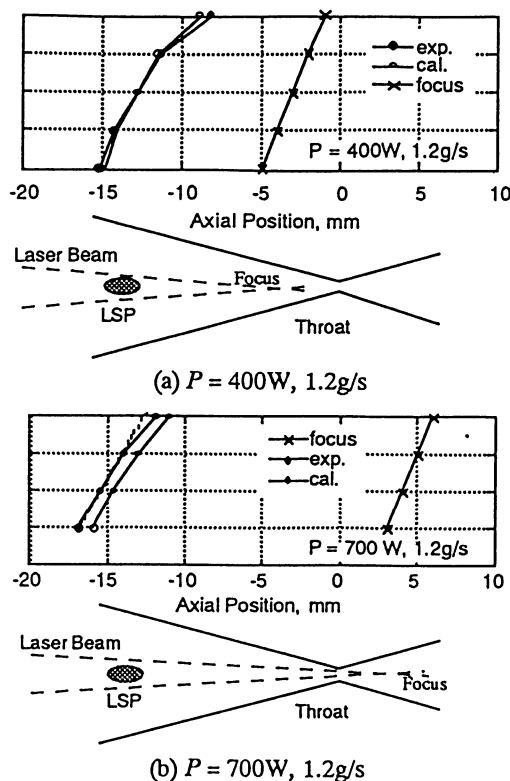 exp.
cal.
focus
P = 400W, 1.2g/s
-20 -15 -10 -5 0 5 10
Axial Position, mm
Laser Beam
Focus
LSP
Throat
(a) P = 400W, 1.2g/s
focus
exp.
cal.
P = 700 W, 1.2g/s
-20 -15 -10 -5 0 5 10
Axial Position, mm
Laser Beam
Focus
LSP
Throat
(b) P = 700W, 1.2g/s